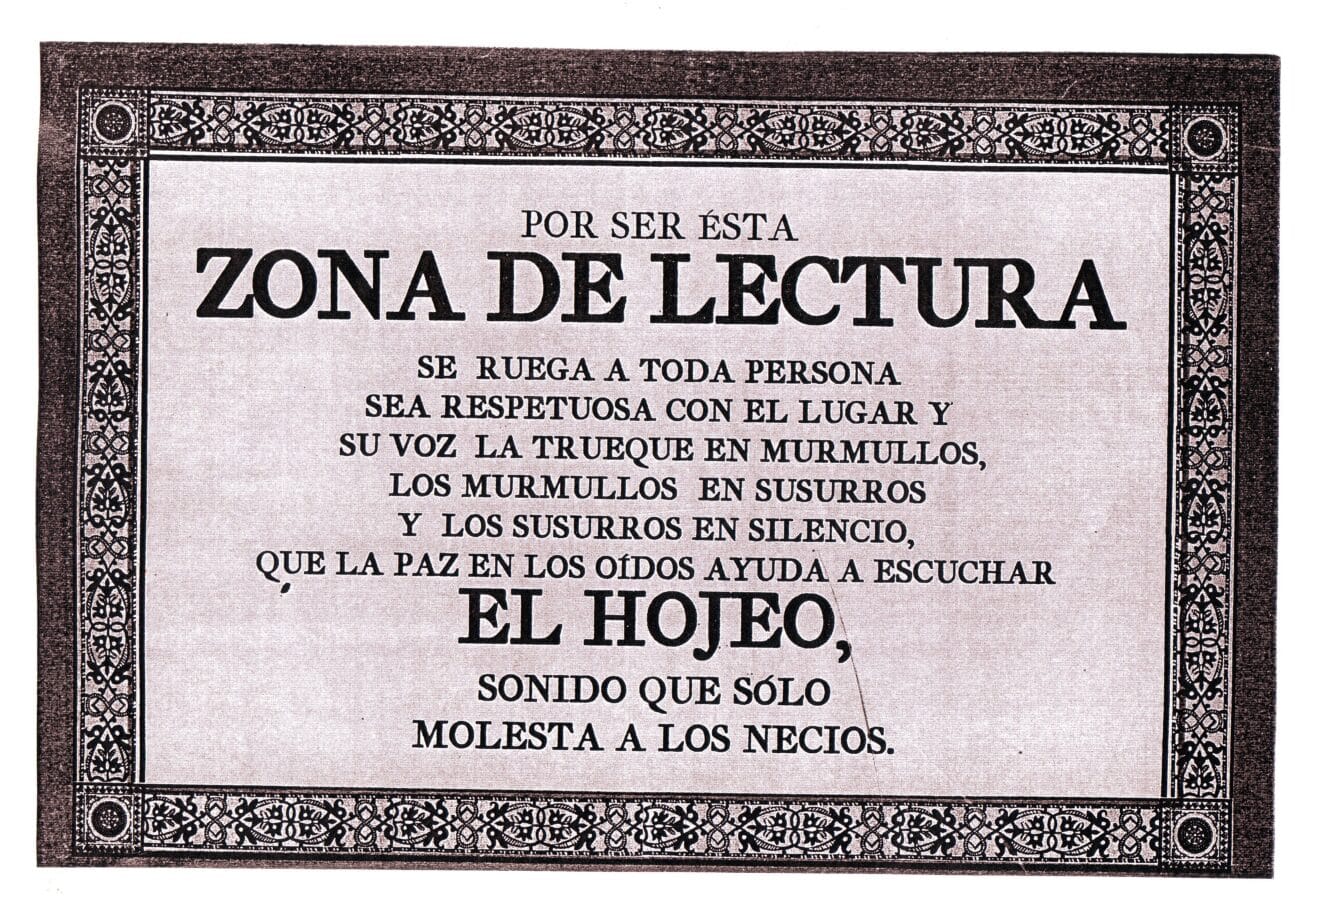 POR SER ÉSTA
ZONA DE LECTURA
SE RUEGA A TODA PERSONA
SEA RESPETUOSA CON EL LUGAR Y
SU VOZ LA TRUEQUE EN MURMULLOS,
LOS MURMULLOS EN SUSURROS
Y LOS SUSURROS EN SILENCIO,
QUE LA PAZ EN LOS OÍDOS AYUDA A ESCUCHAR
EL HOJEO,
SONIDO QUE SÓLO
MOLESTA A LOS NECIOS.